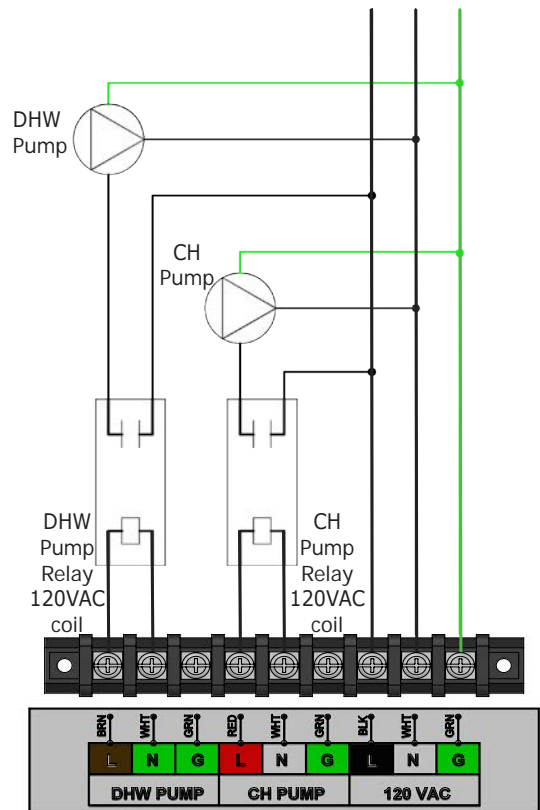 DHW
Pump
CH
Pump
DHW
Pump
Relay
120VAC
coil
CH
Pump
Relay
120VAC
coil
BRN WHT GRN RED WHT GRN BLK WHT GRN
L N G L N G L N G
DHW PUMP CH PUMP 120 VAC